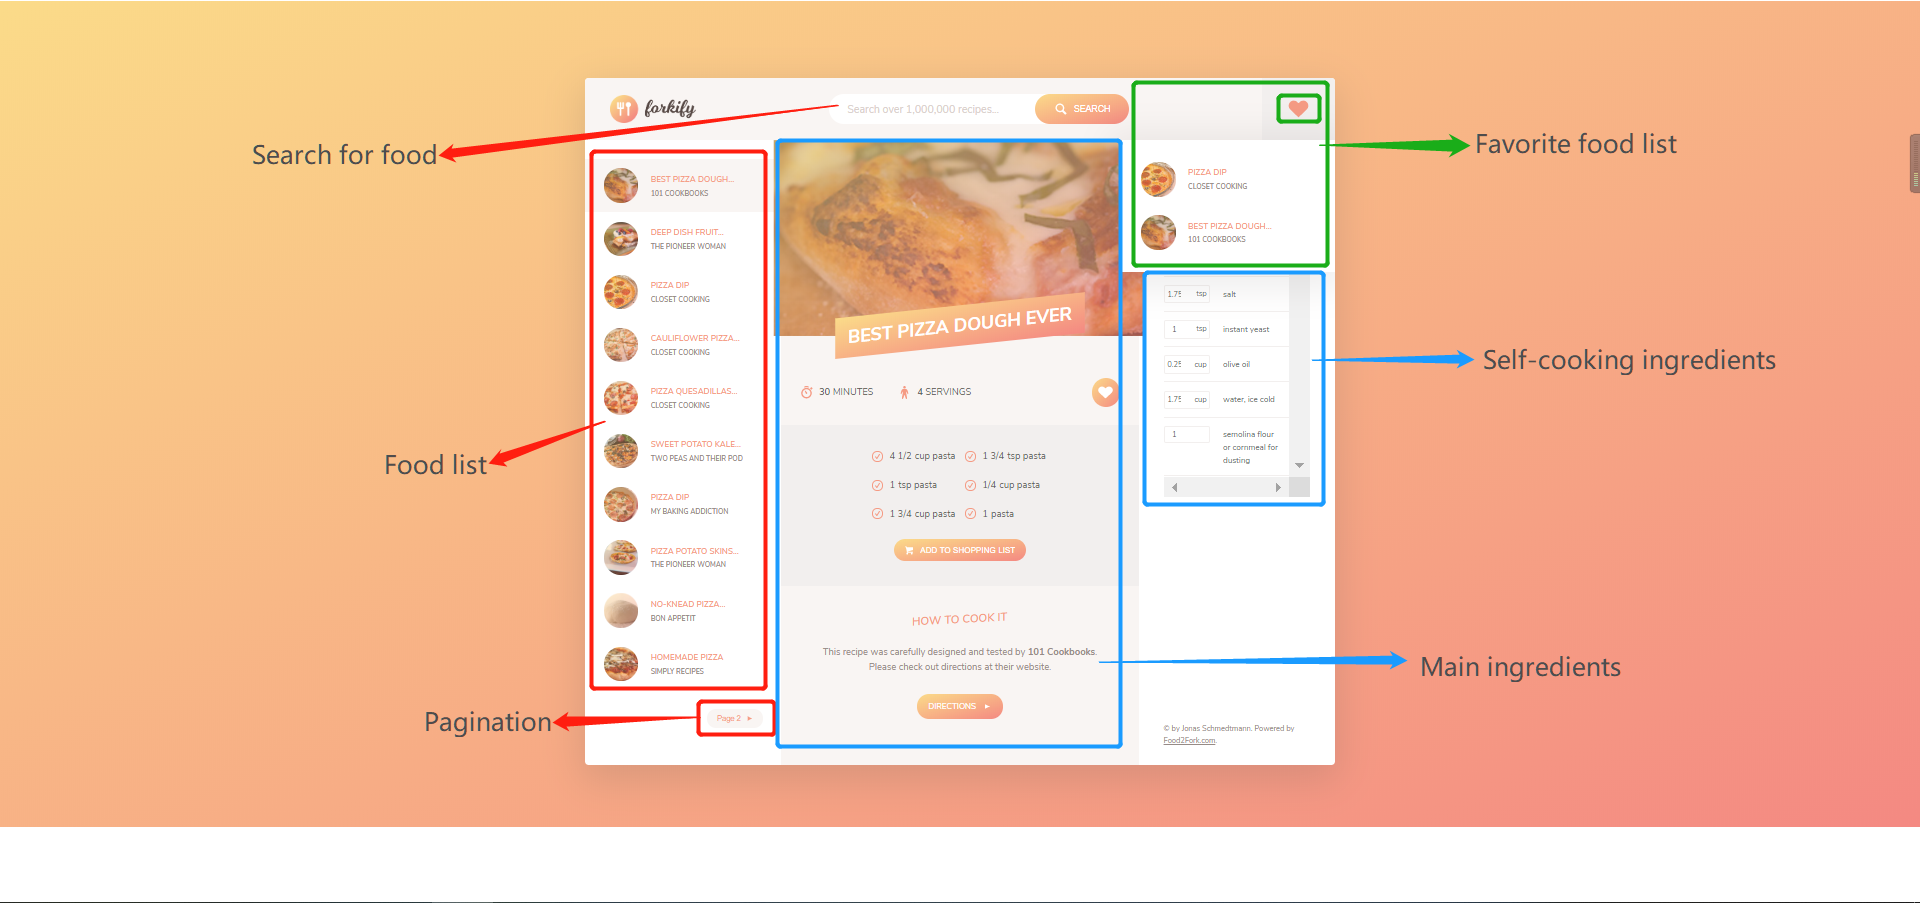 forkify
Search over 1,000,000 recipes...
SEARCH
Search for food
Favorite food list
BEST PIZZA DOUGH...
101 COOKBOOKS
DEEP DISH FRUIT...
THE PIONEER WOMAN
PIZZA DIP
CLOSET COOKING
CAULIFLOWER PIZZA...
CLOSET COOKING
PIZZA QUESADILLAS...
CLOSET COOKING
SWEET POTATO KALE...
TWO PEAS AND THEIR POD
PIZZA DIP
MY BAKING ADDICTION
PIZZA POTATO SKINS...
THE PIONEER WOMAN
NO-KNEAD PIZZA...
BON APPETIT
HOMEMADE PIZZA
SIMPLY RECIPES
Food list
Page 2
Pagination
BEST PIZZA DOUGH EVER
30 MINUTES
4 SERVINGS
4 1/2 cup pasta
1 3/4 tsp pasta
1 tsp pasta
1/4 cup pasta
1 3/4 cup pasta
1 pasta
ADD TO SHOPPING LIST
HOW TO COOK IT
This recipe was carefully designed and tested by 101 Cookbooks.
Please check out directions at their website.
DIRECTIONS
Main ingredients
PIZZA DIP
CLOSET COOKING
BEST PIZZA DOUGH...
101 COOKBOOKS
1.75 tsp salt
1 tsp instant yeast
0.25 cup olive oil
1.75 cup water, ice cold
1 semolina flour
or cornmeal for
dusting
Self-cooking ingredients
© by Jonas Schmedtmann. Powered by
Food2Fork.com.